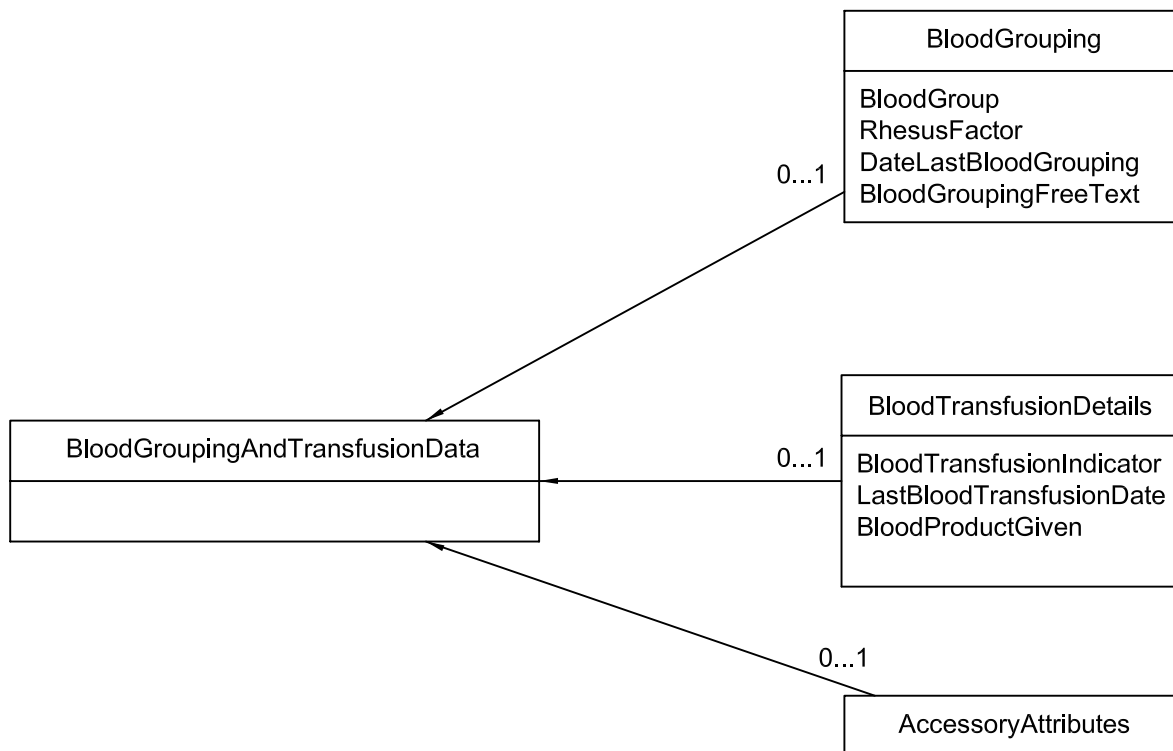 BloodGrouping
BloodGroup
RhesusFactor
DateLastBloodGrouping
BloodGroupingFreeText
0...1
BloodTransfusionDetails
BloodTransfusionIndicator
LastBloodTransfusionDate
BloodProductGiven
0...1
BloodGroupingAndTransfusionData
0...1
AccessoryAttributes